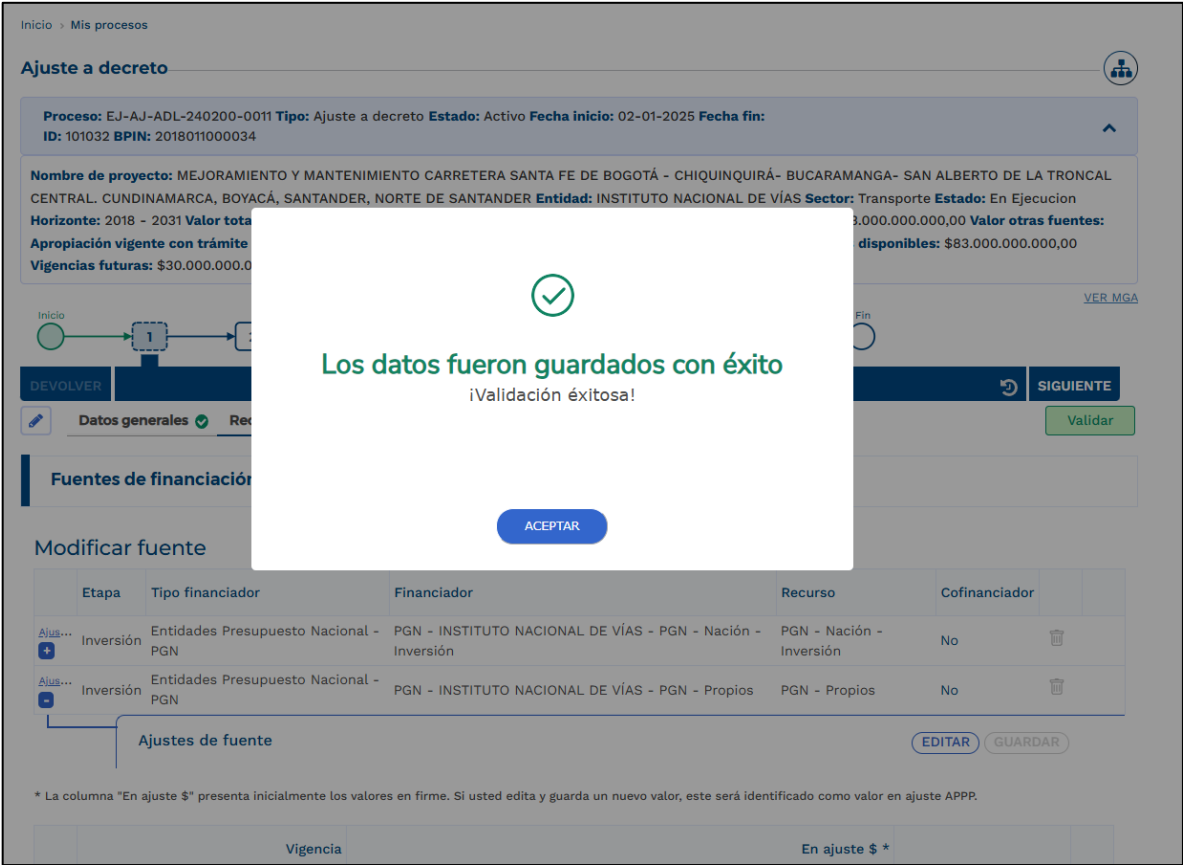 Inicio > Mis procesos
Ajuste a decreto
Proceso: EJ-AJ-ADL-240200-0011 Tipo: Ajuste a decreto Estado: Activo Fecha inicio: 02-01-2025 Fecha fin:
ID: 101032 BPIN: 2018011000034
Nombre de proyecto: MEJORAMIENTO Y MANTENIMIENTO CARRETERA SANTA FE DE BOGOTÁ - CHIQUINQUIRÁ- BUCARAMANGA- SAN ALBERTO DE LA TRONCAL
CENTRAL. CUNDINAMARCA, BOYACÁ, SANTANDER, NORTE DE SANTANDER Entidad: INSTITUTO NACIONAL DE VÍAS Sector: Transporte Estado: En Ejecucion
Horizonte: 2018 - 2031 Valor tota 3.000.000.000,00 Valor otras fuentes:
Apropiación vigente con trámite disponibles: $83.000.000.000,00
Vigencias futuras: $30.000.000.0
VER MGA
Inicio
Fin
1
DEVOLVER
SIGUIENTE
Datos generales
Rec
Validar
Los datos fueron guardados con éxito
¡Validación éxitosa!
ACEPTAR
Fuentes de financiación
Modificar fuente
Etapa Tipo financiador Financiador Recurso Cofinanciador
Ajus... Inversión Entidades Presupuesto Nacional - PGN - INSTITUTO NACIONAL DE VÍAS - PGN - Nación - PGN - Nación - No
+ PGN Inversión Inversión
Ajus... Inversión Entidades Presupuesto Nacional - PGN - INSTITUTO NACIONAL DE VÍAS - PGN - Propios PGN - Propios No
- PGN
Ajustes de fuente EDITAR GUARDAR
* La columna "En ajuste $" presenta inicialmente los valores en firme. Si usted edita y guarda un nuevo valor, este será identificado como valor en ajuste APPP.
Vigencia En ajuste $ *